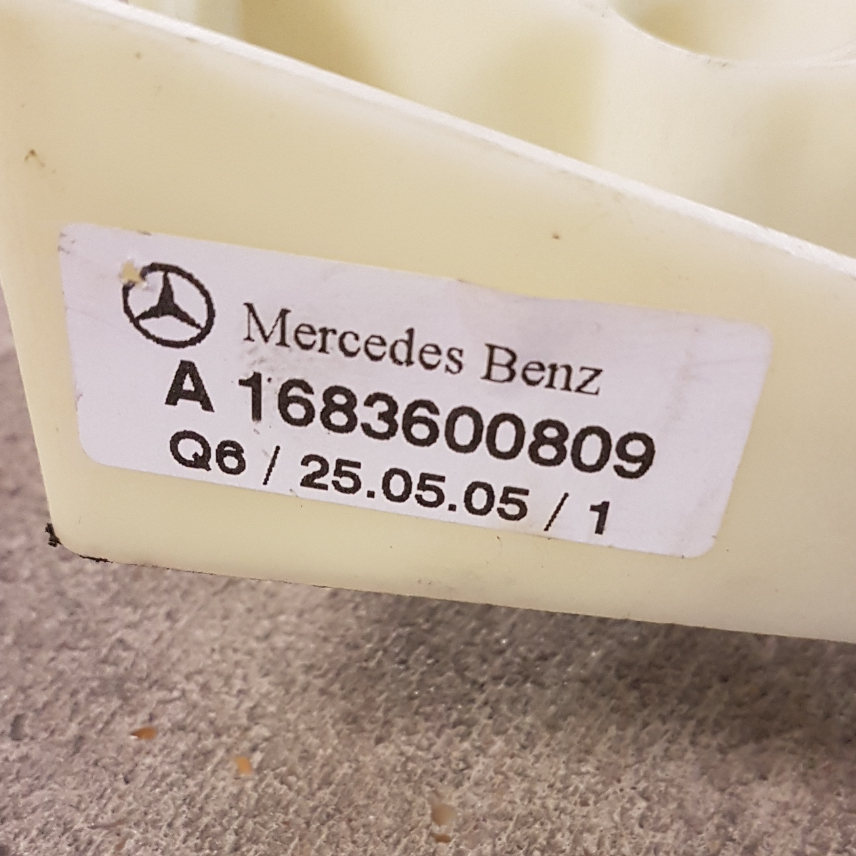 Mercedes Benz
A 1683600809
Q6 / 25.05.05 / 1